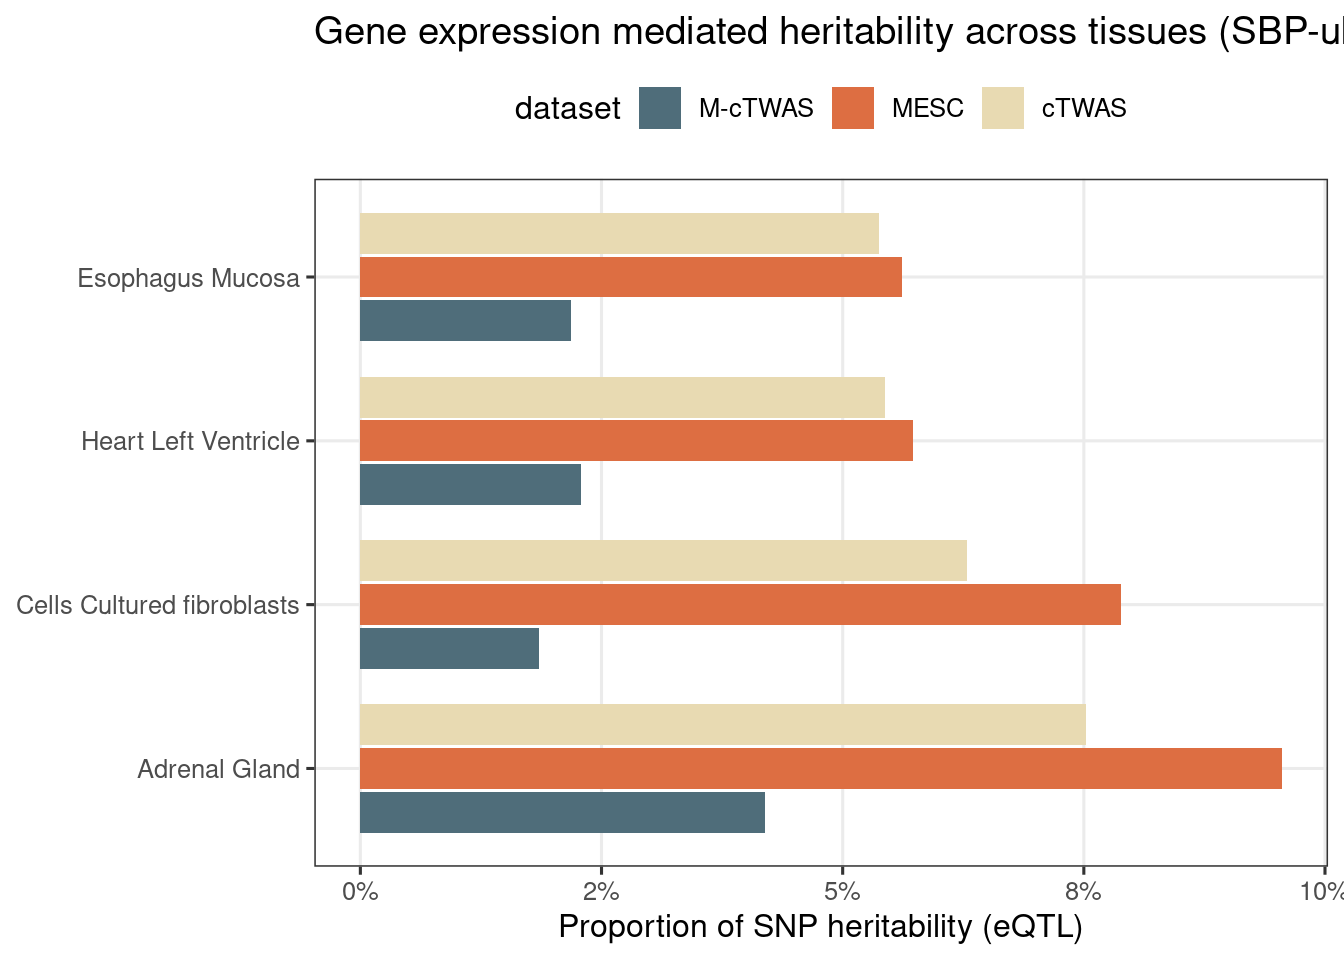 Gene expression mediated heritability across tissues (SBP-u
dataset M-cTWAS MESC cTWAS
Esophagus Mucosa
Heart Left Ventricle
Cells Cultured fibroblasts
Adrenal Gland
0% 2% 5% 8% 10%
Proportion of SNP heritability (eQTL)